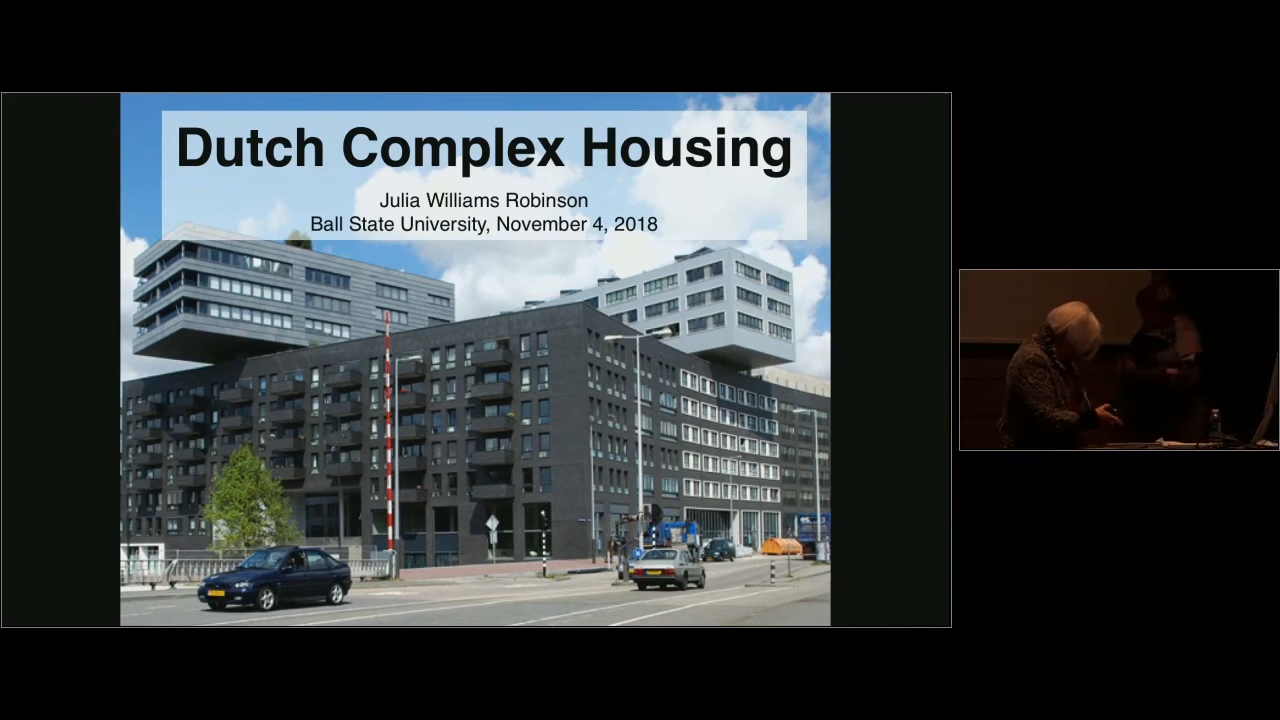 Dutch Complex Housing
Julia Williams Robinson
Ball State University, November 4, 2018